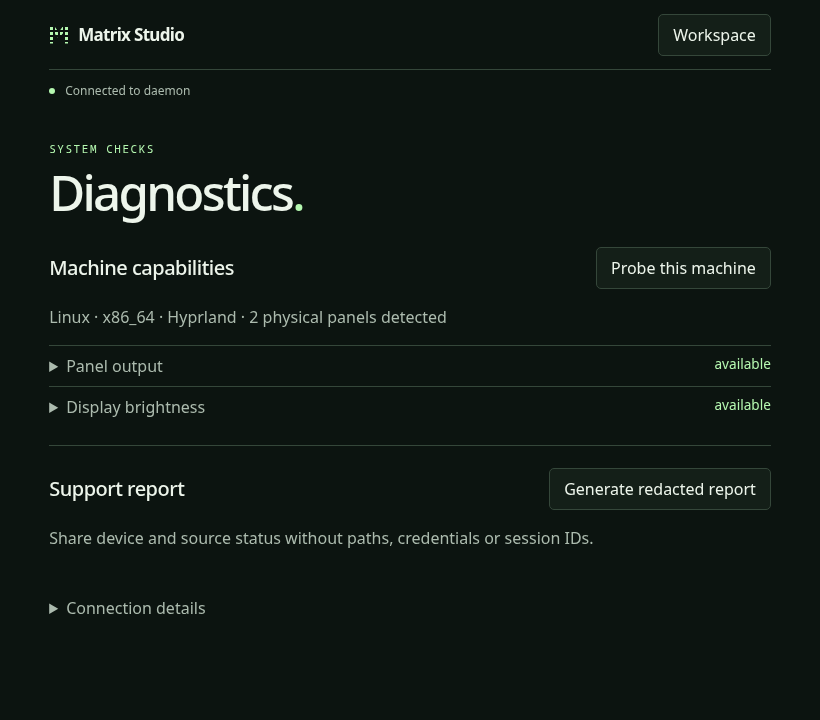 Matrix Studio
Workspace
Connected to daemon
SYSTEM CHECKS
Diagnostics.
Machine capabilities
Probe this machine
Linux · x86_64 · Hyprland · 2 physical panels detected
Panel output
available
Display brightness
available
Support report
Generate redacted report
Share device and source status without paths, credentials or session IDs.
Connection details